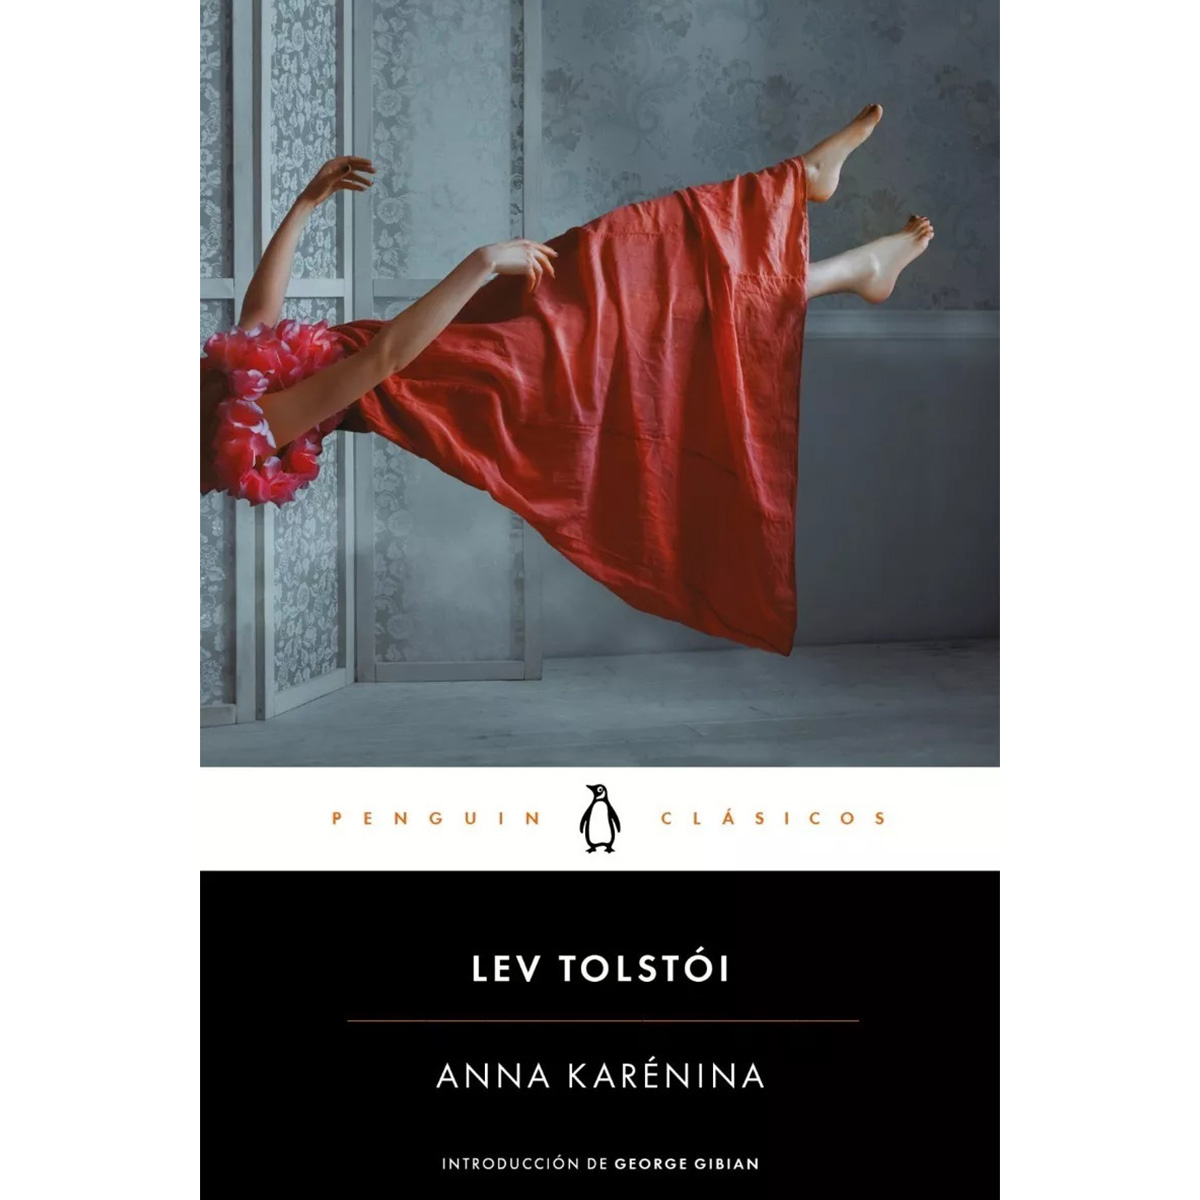 PENGUIN CLÁSICOS
LEV TOLSTÓI
ANNA KARÉNINA
INTRODUCCIÓN DE GEORGE GIBIAN